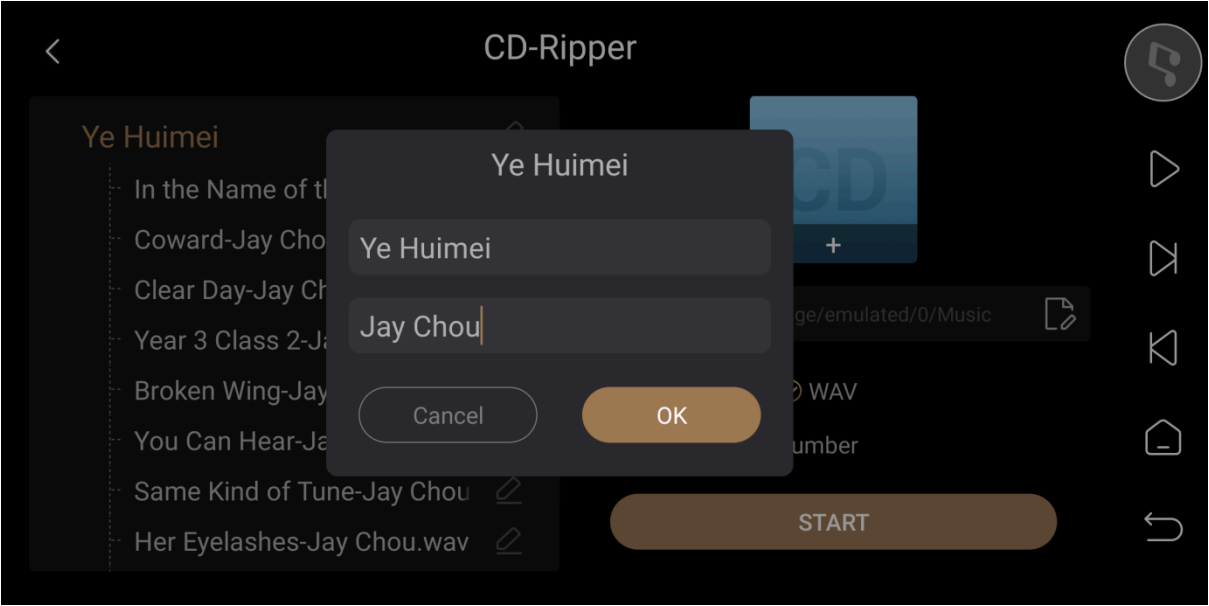 CD-Ripper
Ye Huimei
In the Name of
Coward-Jay Cho
Clear Day-Jay Ch
Year 3 Class 2-J
Broken Wing-Jay
You Can Hear-Ja
Same Kind of Tune-Jay Chou
Her Eyelashes-Jay Chou.wav
Ye Huimei
Ye Huimei
Jay Chou
Cancel
OK
CD
+
ge/emulated/0/Music
WAV
umber
START